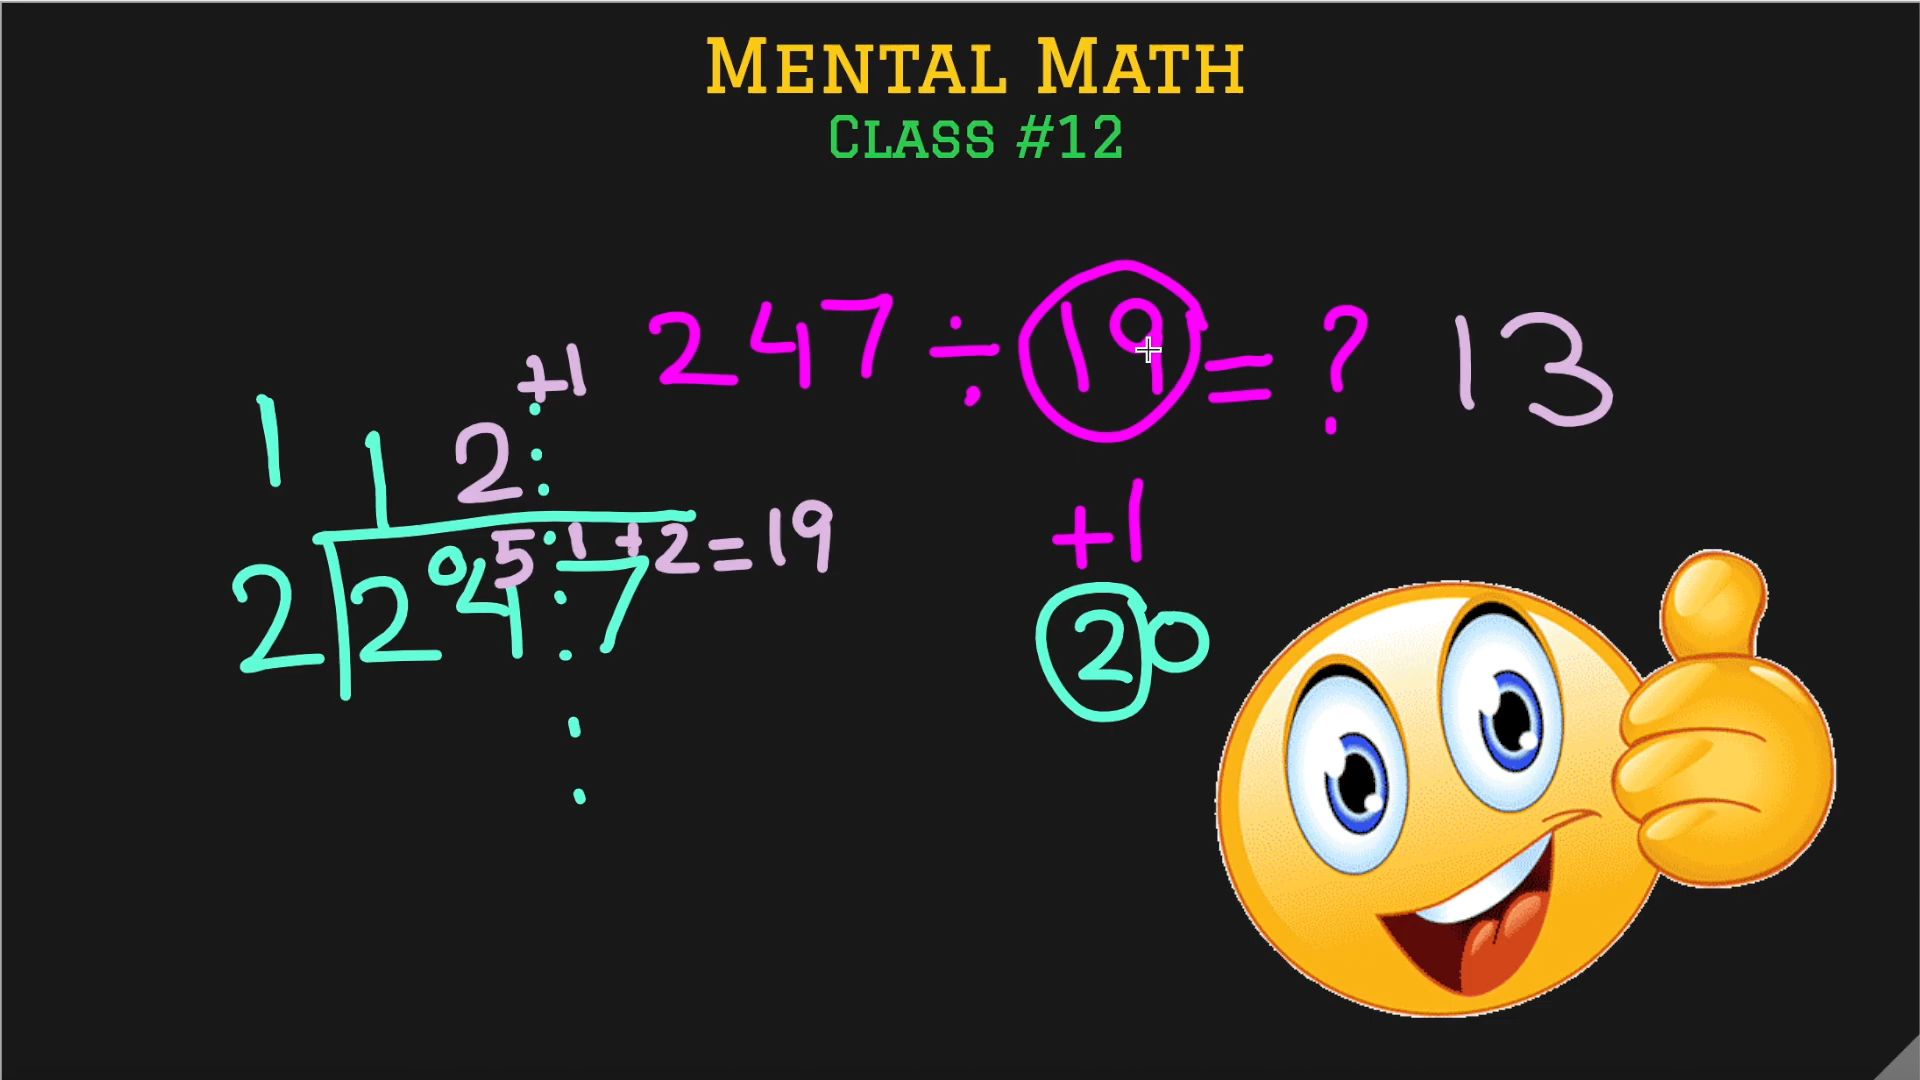 MENTAL MATH
CLASS #12
247 ÷ 19 = ? 13
+1
1 1 2
5 1+2=19
+1
2 2 0 4 7
20